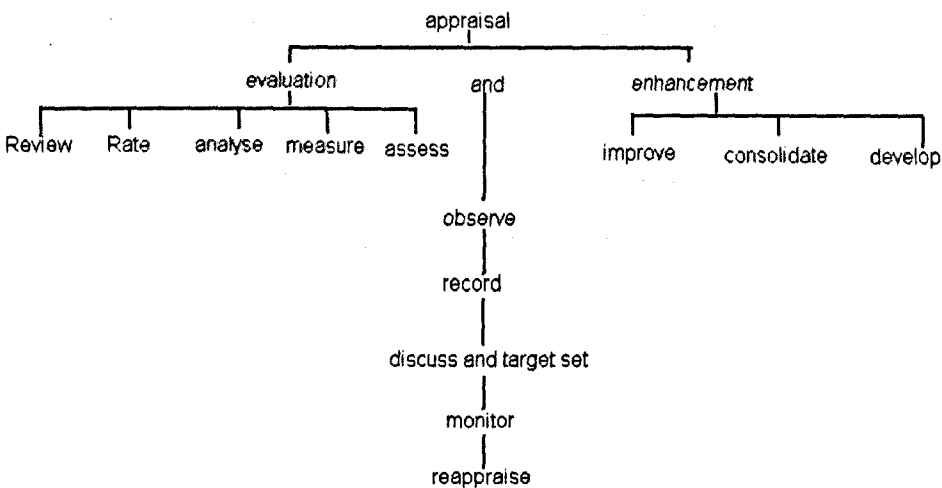 appraisal
evaluation and enhancement
Review Rate analyse measure assess improve consolidate develop
observe
record
discuss and target set
monitor
reappraise